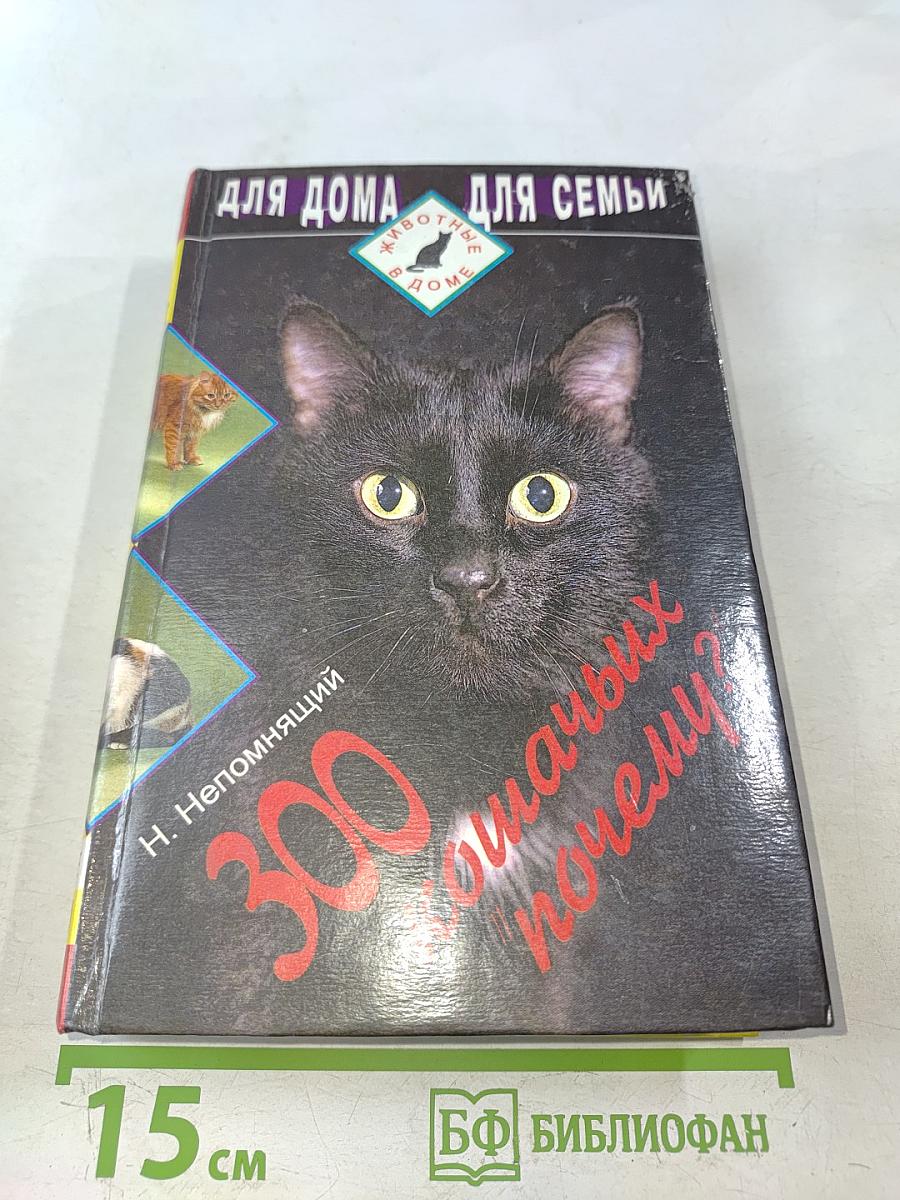 ДЛЯ ДОМА ДЛЯ СЕМЬИ
ЖИВОТНЫЕ
В ДОМЕ
Н. Непомнящий
300
кошачьих
"почему?
15 см
БФ БИБЛИОФАН